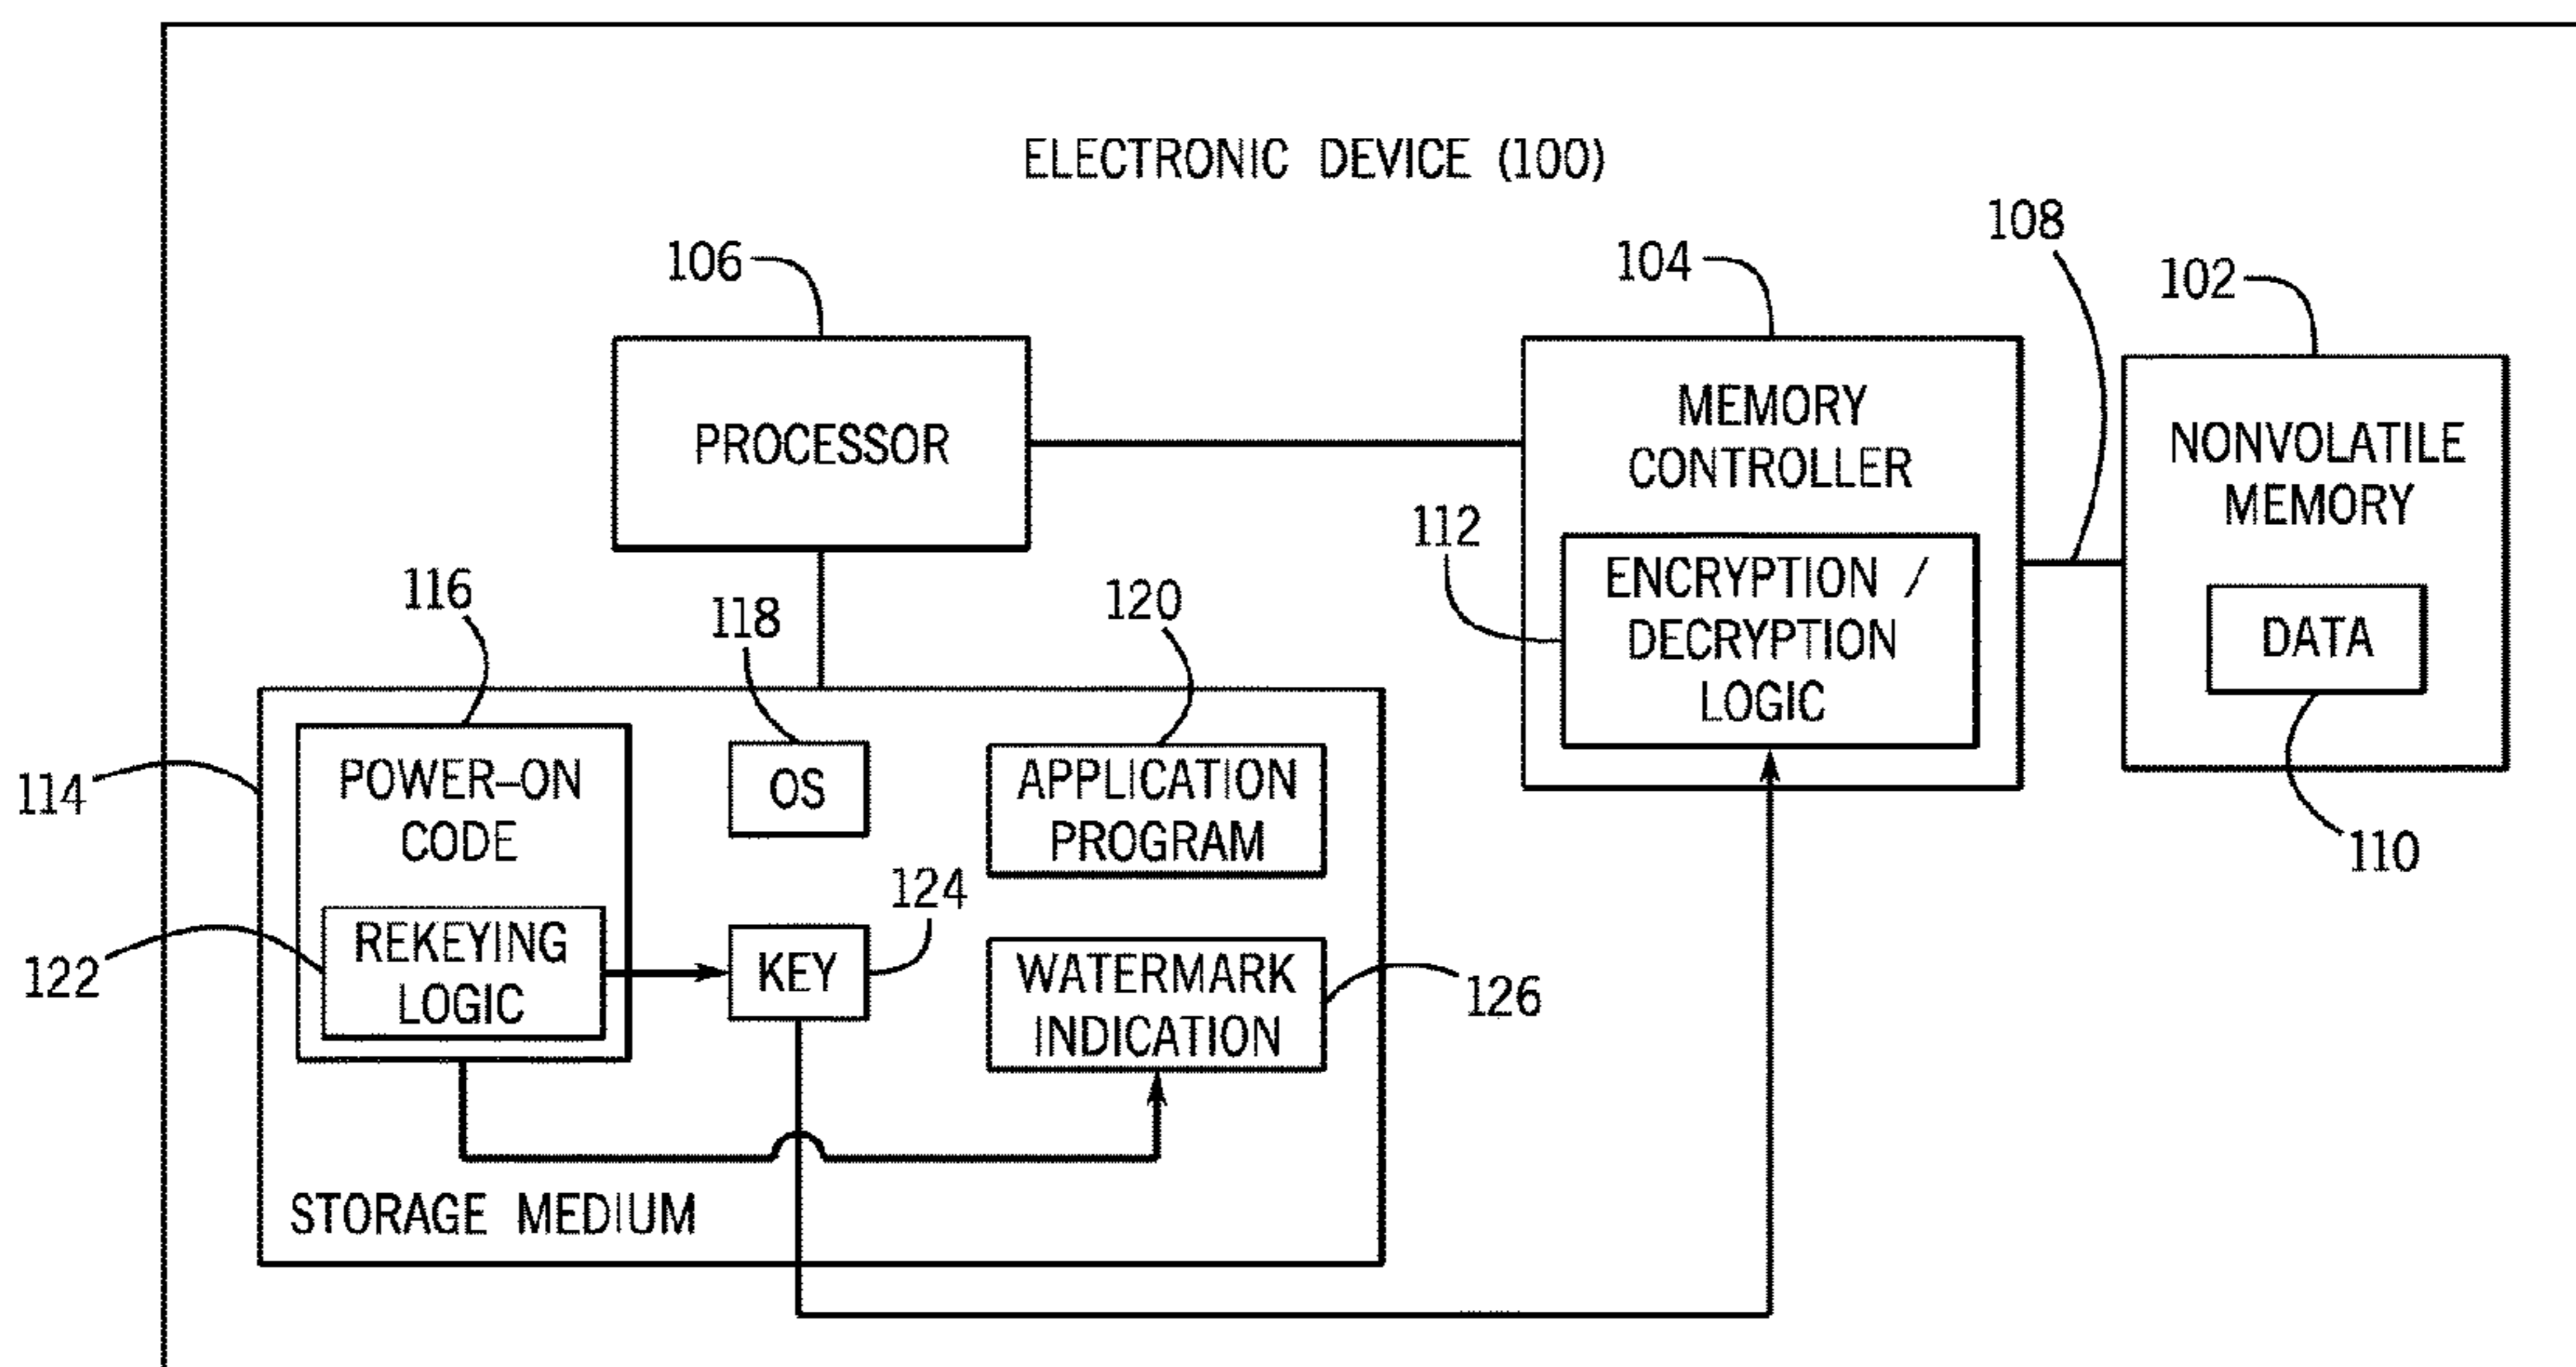 ELECTRONIC DEVICE (100)
108
106
104
102
PROCESSOR
MEMORY
CONTROLLER
NONVOLATILE
MEMORY
112
ENCRYPTION /
DECRYPTION
LOGIC
DATA
110
116
118
120
114
POWER-ON
CODE
OS
APPLICATION
PROGRAM
124
122
REKEYING
LOGIC
KEY
WATERMARK
INDICATION
126
STORAGE MEDIUM